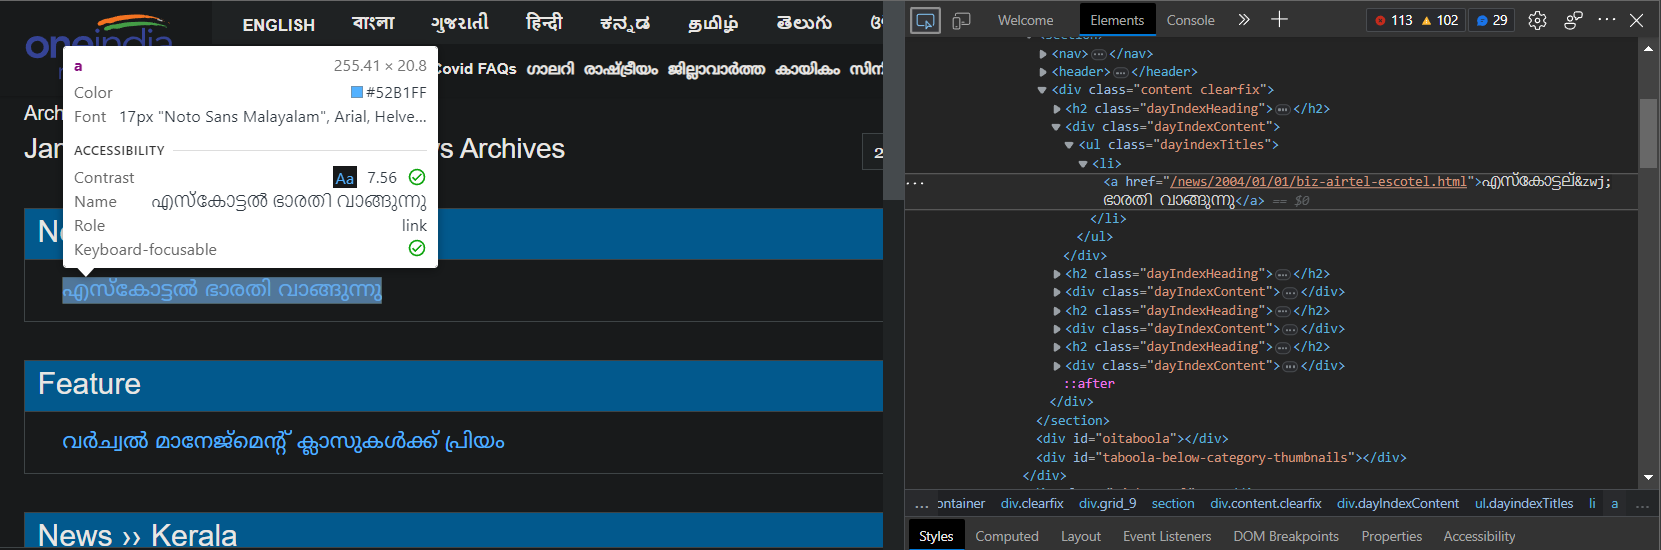 ENGLISH বাংলা ગુજરાતી हिन्दी ಕನ್ನಡ தமிழ் తెలుగు
oneindia
Covid FAQs ഗാലറി രാഷ്ട്രീയം ജില്ലാവാർത്ത കായികം സിനി
Arch
Jan
s Archives
2
a 255.41 × 20.8
Color #52B1FF
Font 17px "Noto Sans Malayalam", Arial, Helve...
ACCESSIBILITY
Contrast Aa 7.56
Name എസ്കോട്ടൽ ഭാരതി വാങ്ങുന്നു
Role link
Keyboard-focusable
Ne
എസ്കോട്ടൽ ഭാരതി വാങ്ങുന്നു
Feature
വർച്വൽ മാനേജ്മെന്റ് ക്ലാസുകൾക്ക് പ്രിയം
News ›› Kerala
Welcome Elements Console 113 102 29
<section>
<nav>…</nav>
<header>…</header>
<div class="content clearfix">
<h2 class="dayIndexHeading">…</h2>
<div class="dayIndexContent">
<ul class="dayindexTitles">
<li>
<a href="/news/2004/01/01/biz-airtel-escotel.html">എസ്കോട്ടല്&zwj;
ഭാരതി വാങ്ങുന്നു</a> == $0
</li>
</ul>
</div>
<h2 class="dayIndexHeading">…</h2>
<div class="dayIndexContent">…</div>
<h2 class="dayIndexHeading">…</h2>
<div class="dayIndexContent">…</div>
<h2 class="dayIndexHeading">…</h2>
<div class="dayIndexContent">…</div>
::after
</div>
</section>
<div id="oitaboola"></div>
<div id="taboola-below-category-thumbnails"></div>
</div>
... ontainer div.clearfix div.grid_9 section div.content.clearfix div.dayIndexContent ul.dayindexTitles li a ...
Styles Computed Layout Event Listeners DOM Breakpoints Properties Accessibility